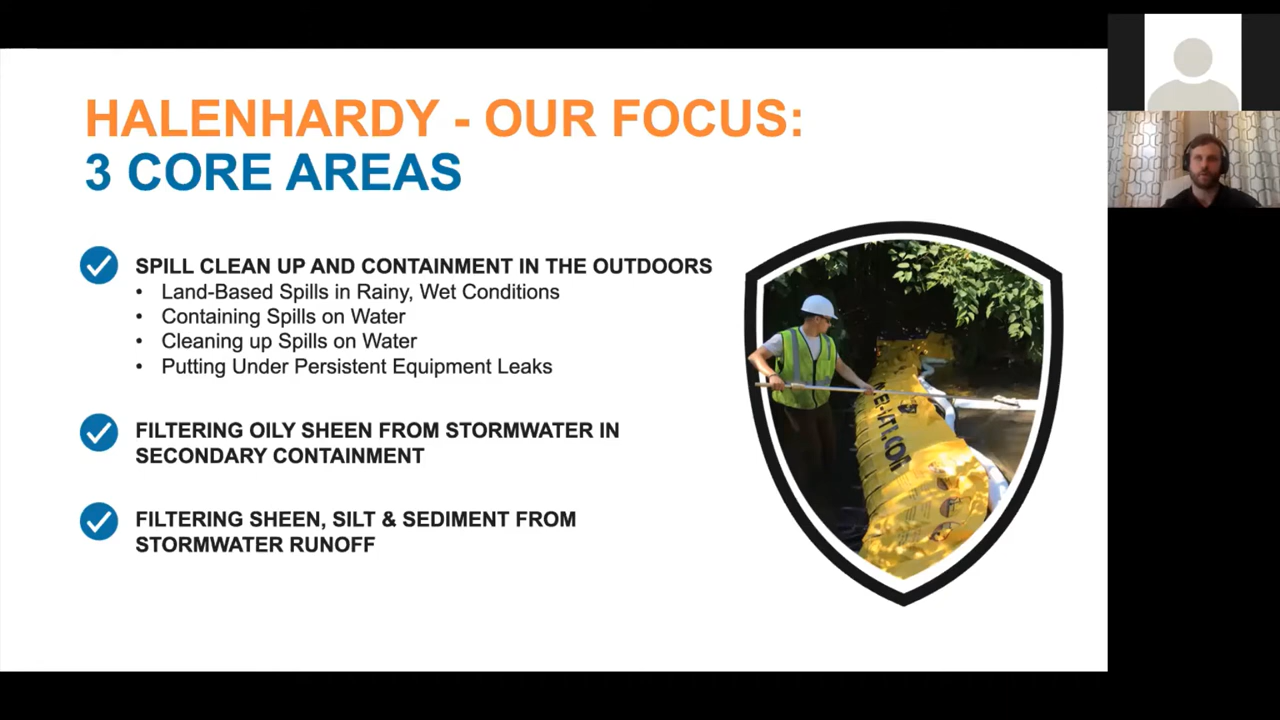 HALENHARDY - OUR FOCUS:
3 CORE AREAS
SPILL CLEAN UP AND CONTAINMENT IN THE OUTDOORS
• Land-Based Spills in Rainy, Wet Conditions
• Containing Spills on Water
• Cleaning up Spills on Water
• Putting Under Persistent Equipment Leaks
FILTERING OILY SHEEN FROM STORMWATER IN
SECONDARY CONTAINMENT
FILTERING SHEEN, SILT & SEDIMENT FROM
STORMWATER RUNOFF